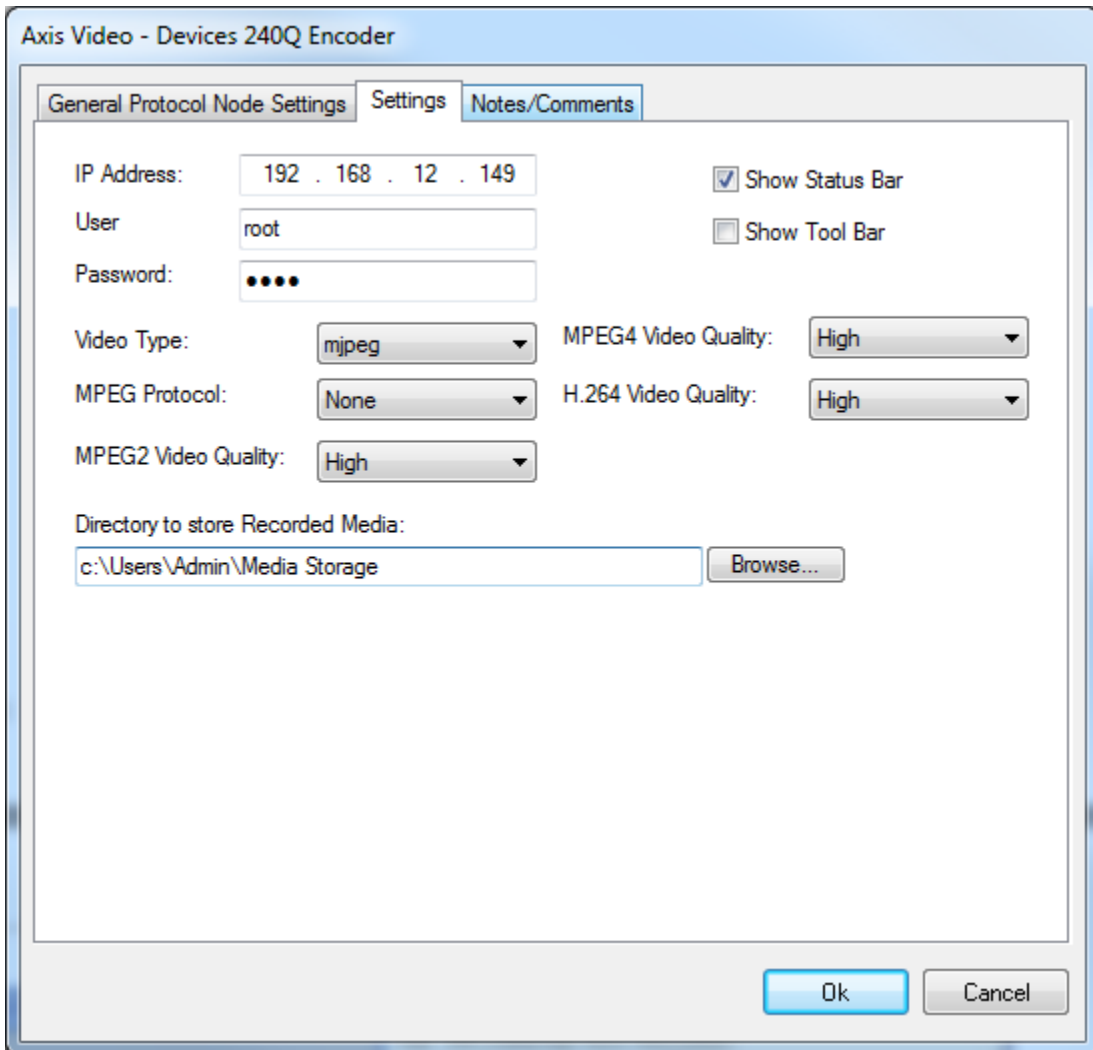 Axis Video - Devices 240Q Encoder
General Protocol Node Settings Settings Notes/Comments
IP Address: 192 . 168 . 12 . 149 Show Status Bar
User root Show Tool Bar
Password: ●●●●
Video Type: mjpeg MPEG4 Video Quality: High
MPEG Protocol: None H.264 Video Quality: High
MPEG2 Video Quality: High
Directory to store Recorded Media:
c:\Users\Admin\Media Storage Browse...
Ok Cancel